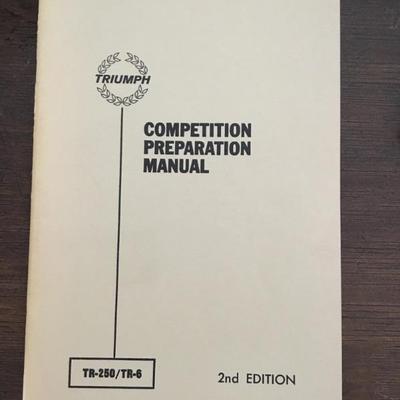 TRIUMPH
COMPETITION
PREPARATION
MANUAL
TR-250/TR-6
2nd EDITION